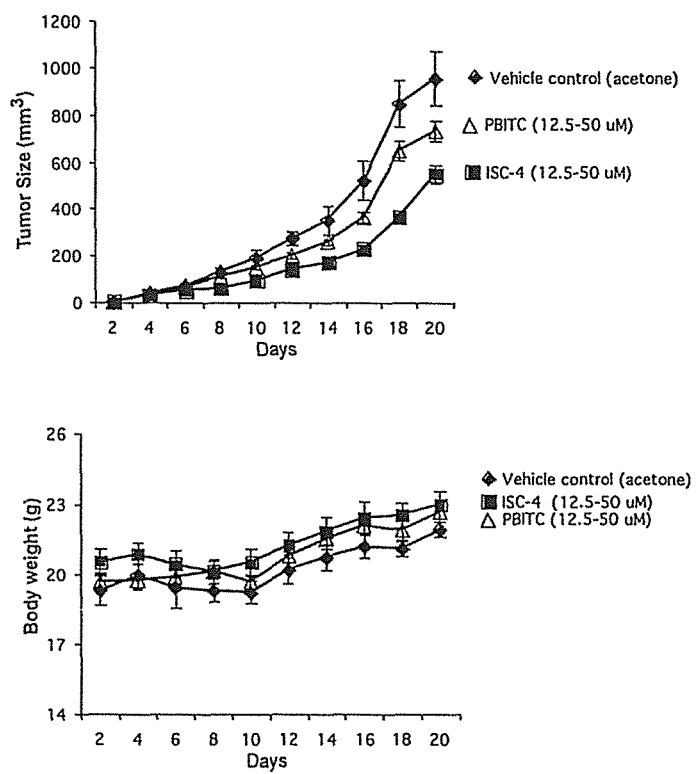 1200
1000
800
600
400
200
0
Tumor Size (mm³)
Vehicle control (acetone)
PBITC (12.5-50 uM)
ISC-4 (12.5-50 uM)
2 4 6 8 10 12 14 16 18 20
Days
26
23
20
17
14
Body weight (g)
Vehicle control (acetone)
ISC-4 (12.5-50 uM)
PBITC (12.5-50 uM)
2 4 6 8 10 12 14 16 18 20
Days